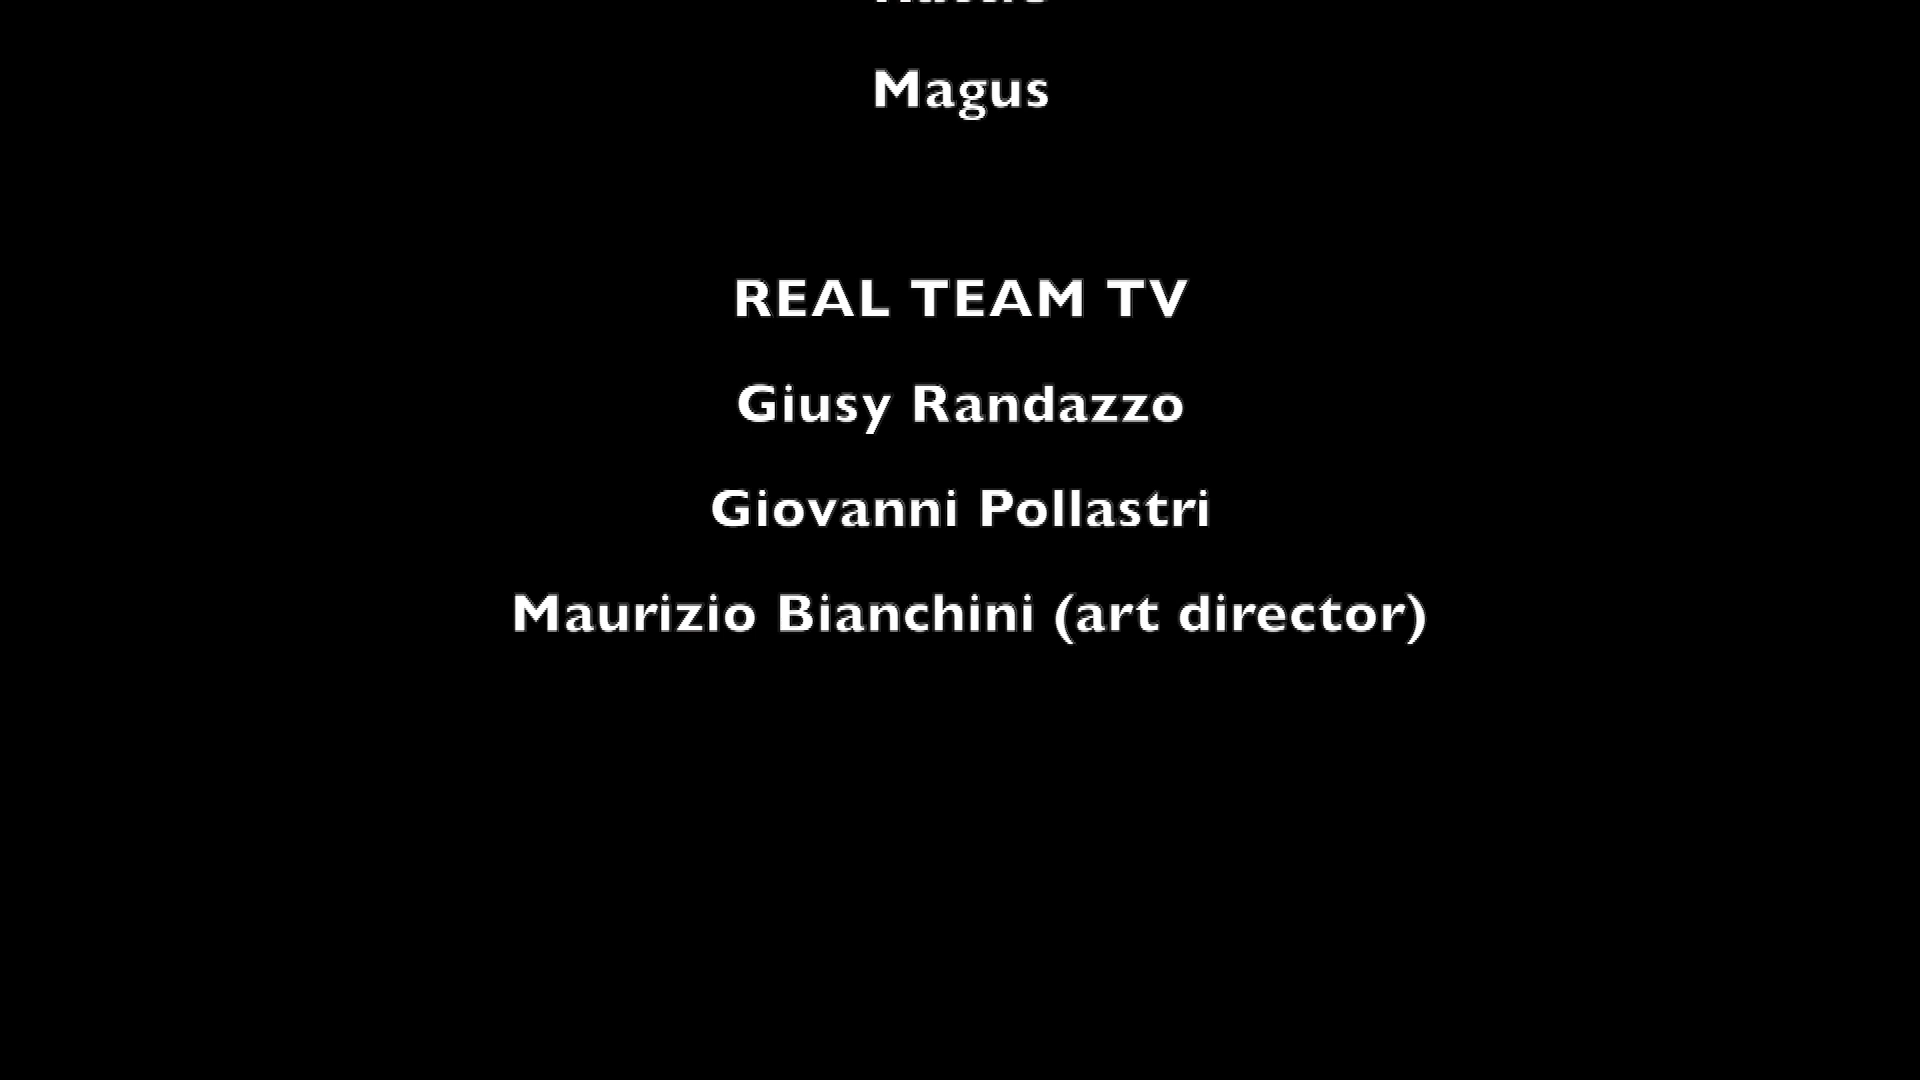 Magus
REAL TEAM TV
Giusy Randazzo
Giovanni Pollastri
Maurizio Bianchini (art director)